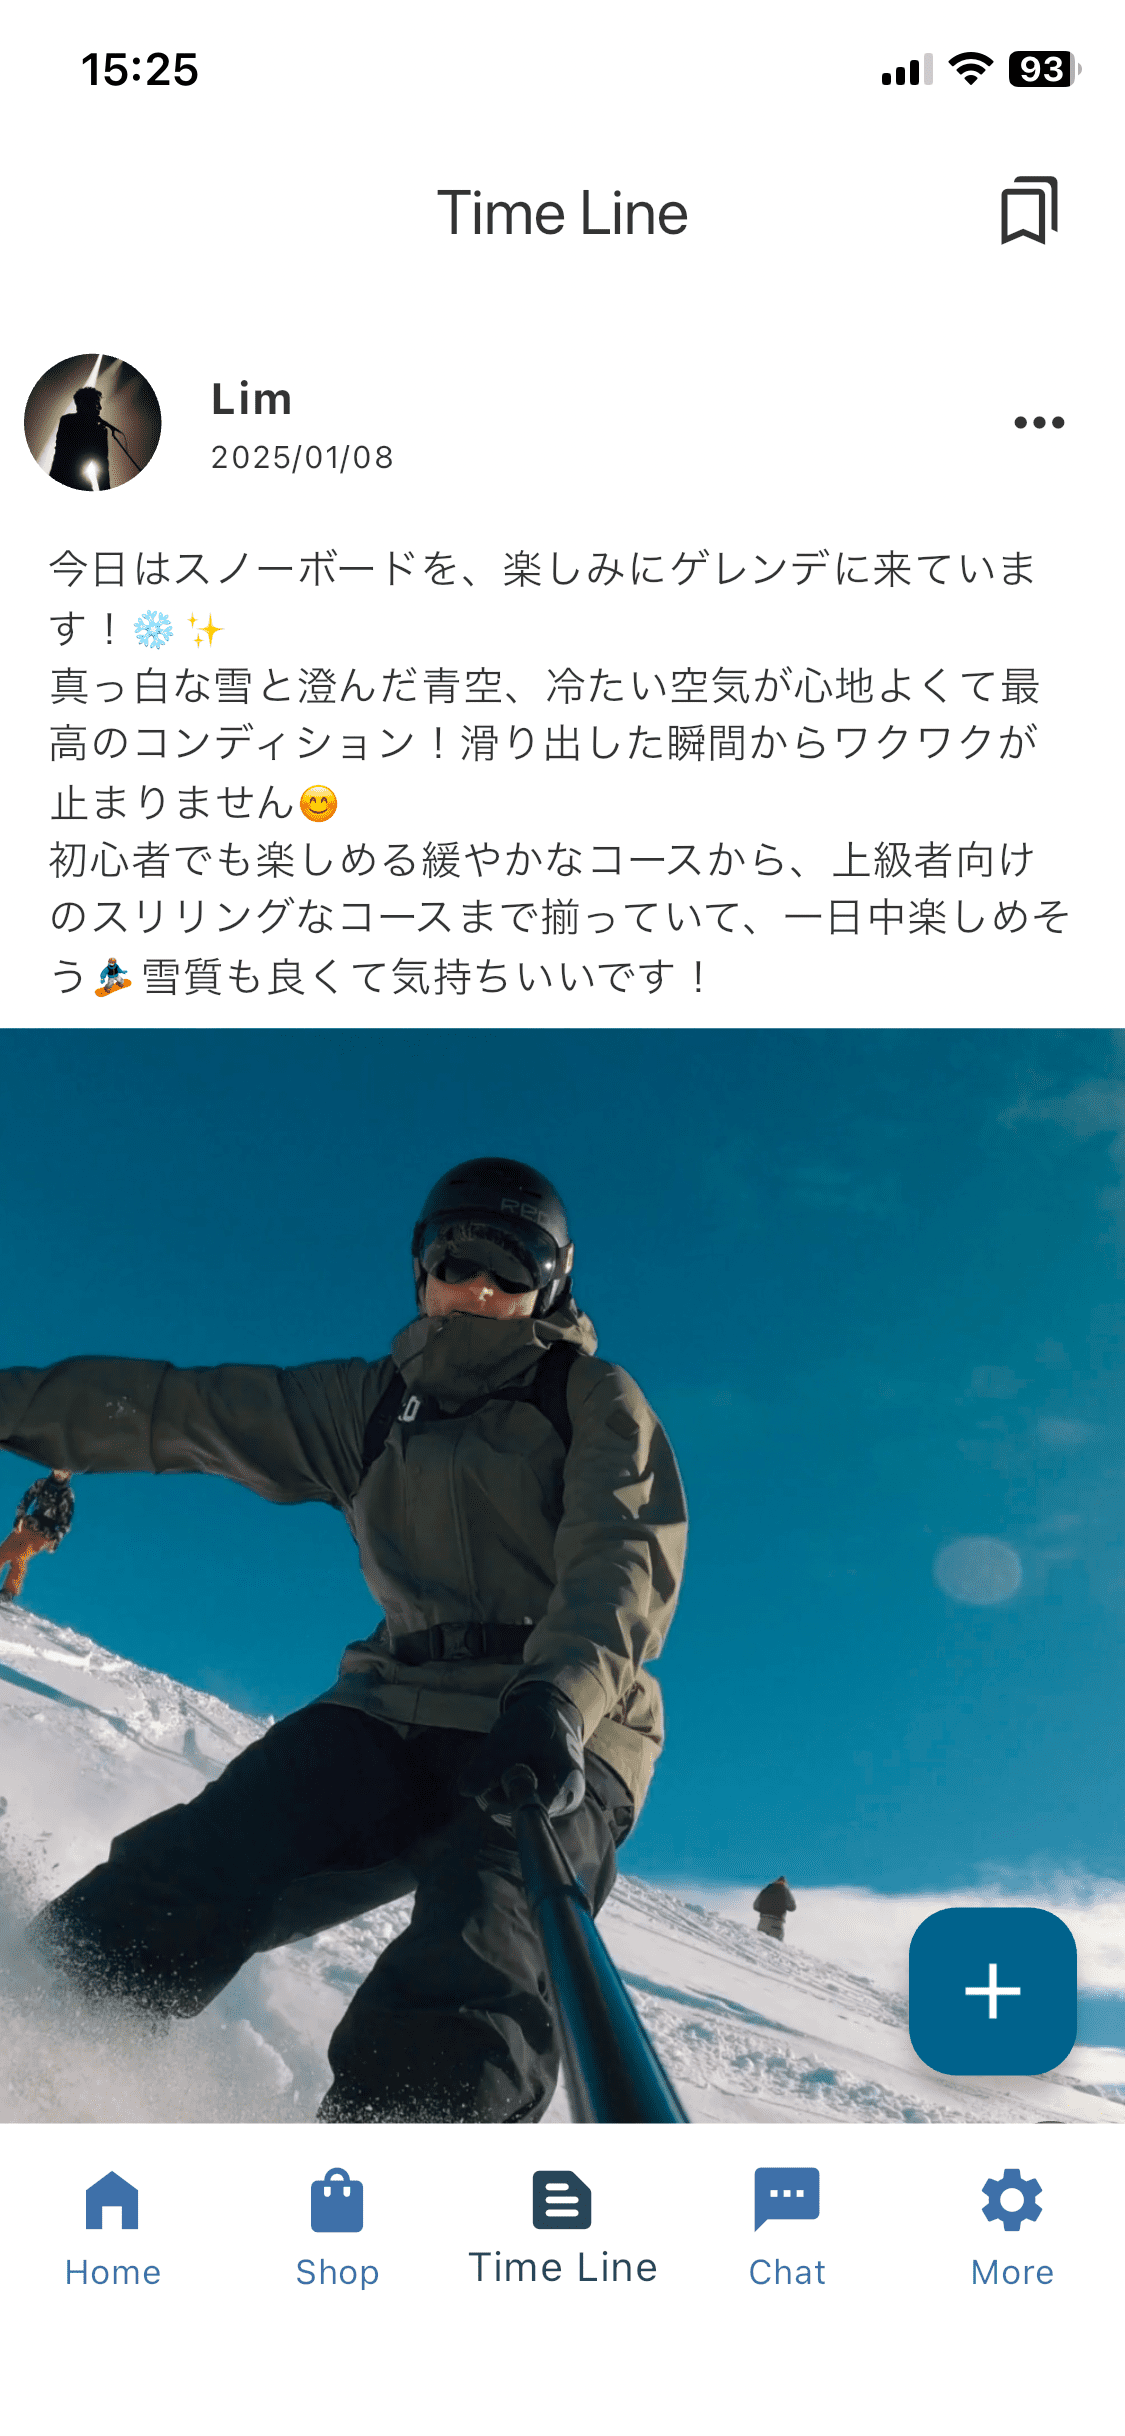 15:25
93
Time Line
Lim
2025/01/08
今日はスノーボードを、楽しみにゲレンデに来ていま
す！❄️✨
真っ白な雪と澄んだ青空、冷たい空気が心地よくて最
高のコンディション！滑り出した瞬間からワクワクが
止まりません😊
初心者でも楽しめる緩やかなコースから、上級者向け
のスリリングなコースまで揃っていて、一日中楽しめそ
う🏂雪質も良くて気持ちいいです！
RED
Home
Shop
Time Line
Chat
More